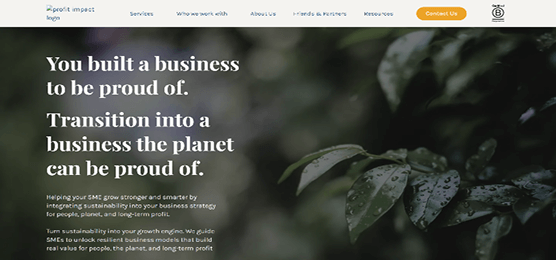 profit impact
logo
Services
Who we work with
About Us
Friends & Partners
Resources
Contact Us
B
You built a business
to be proud of.
Transition into a
business the planet
can be proud of.
Helping your SME grow stronger and smarter by
integrating sustainability into your business strategy
for people, planet, and long-term profit.
Turn sustainability into your growth engine. We guide
SMEs to unlock resilient business models that build
real value for people, the planet, and long-term profit